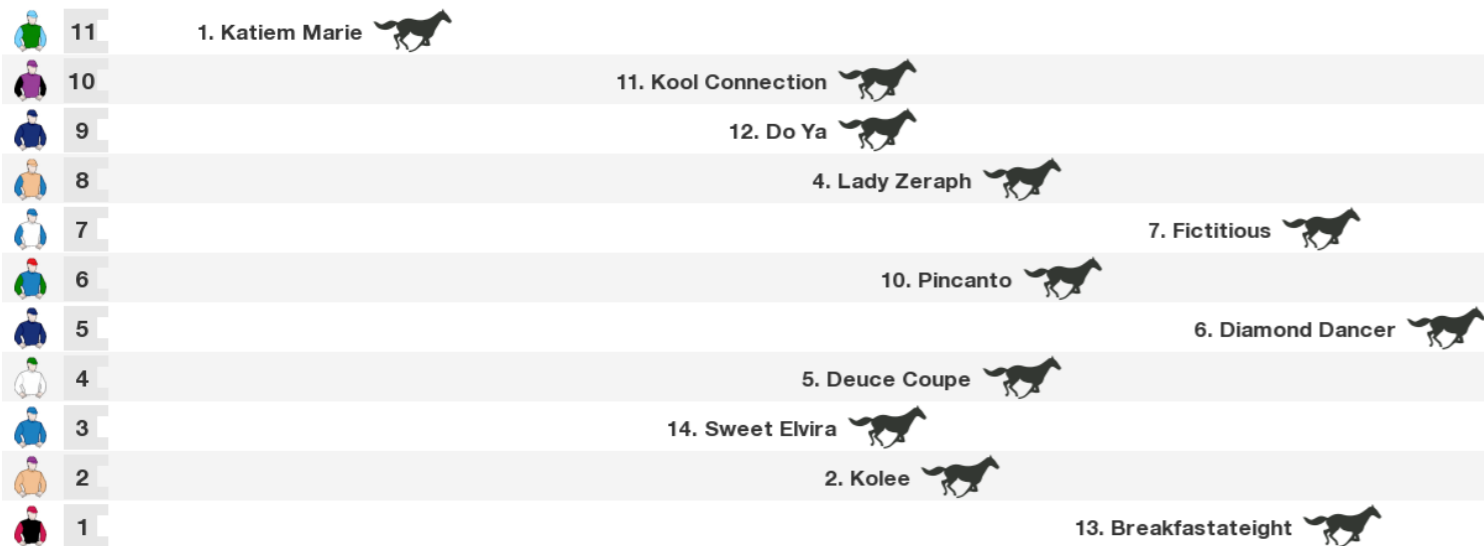 11 1. Katiem Marie
10 11. Kool Connection
9 12. Do Ya
8 4. Lady Zeraph
7 7. Fictitious
6 10. Pincanto
5 6. Diamond Dancer
4 5. Deuce Coupe
3 14. Sweet Elvira
2 2. Kolee
1 13. Breakfastateight